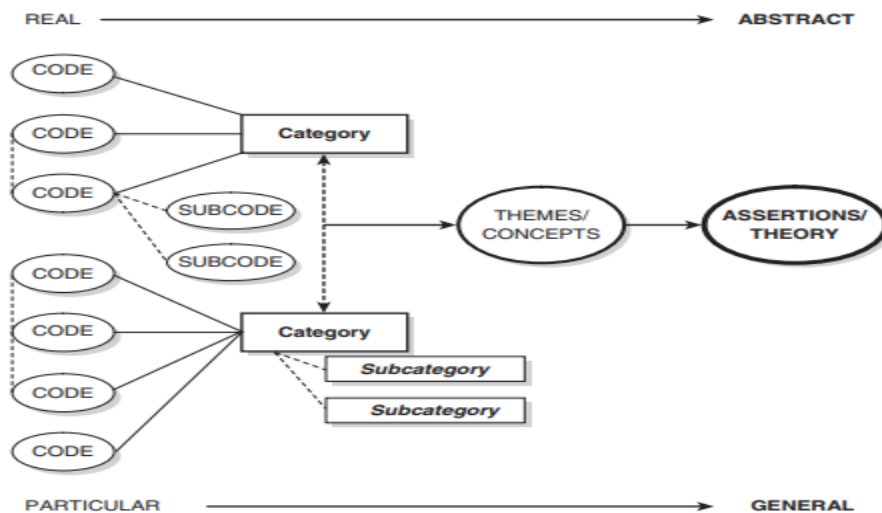 REAL
ABSTRACT
CODE
CODE
CODE
Category
SUBCODE
SUBCODE
THEMES/
CONCEPTS
ASSERTIONS/
THEORY
CODE
CODE
CODE
CODE
Category
Subcategory
Subcategory
PARTICULAR
GENERAL